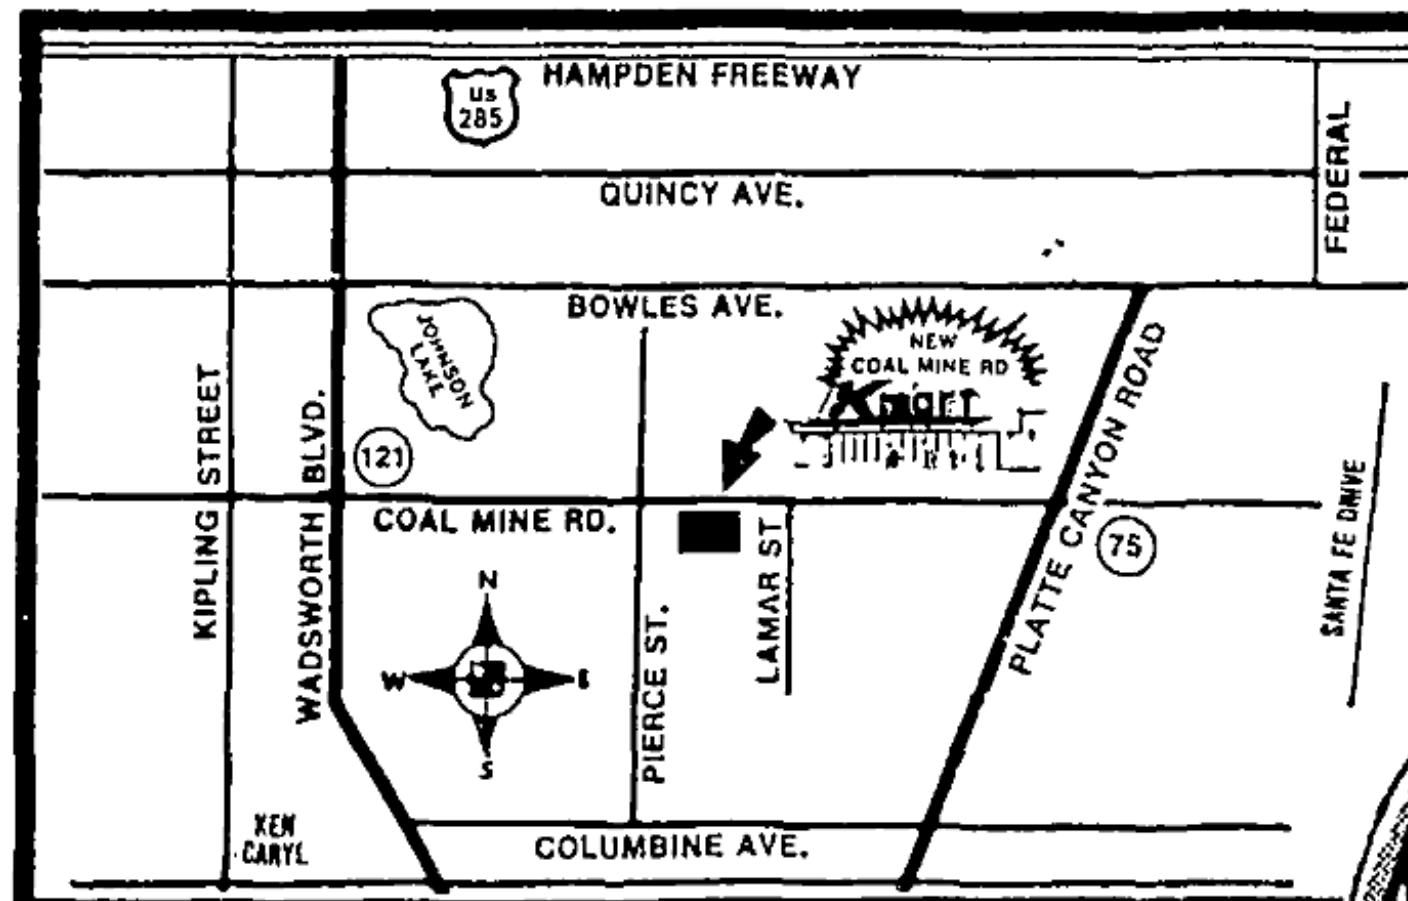 HAMPDEN FREEWAY
us
285
FEDERAL
QUINCY AVE.
BOWLES AVE.
JOHNSON
LAKE
NEW
COAL MINE RD
Kmart
PLATTE CANYON ROAD
KIPLING STREET
WADSWORTH BLVD.
121
COAL MINE RD.
LAMAR ST
75
SANTA FE DRIVE
N
W
E
S
PIERCE ST.
KEN
CARYL
COLUMBINE AVE.